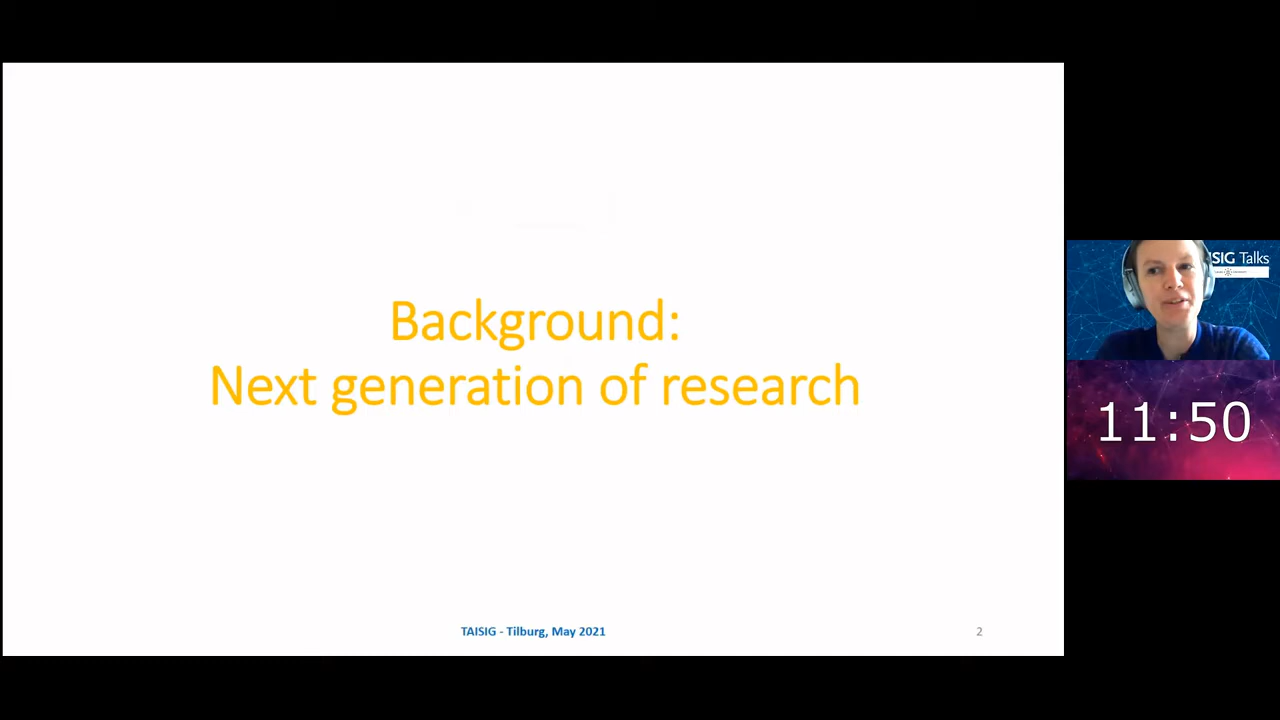 Background:
Next generation of research
TAISIG - Tilburg, May 2021
2
SIG Talks
11:50